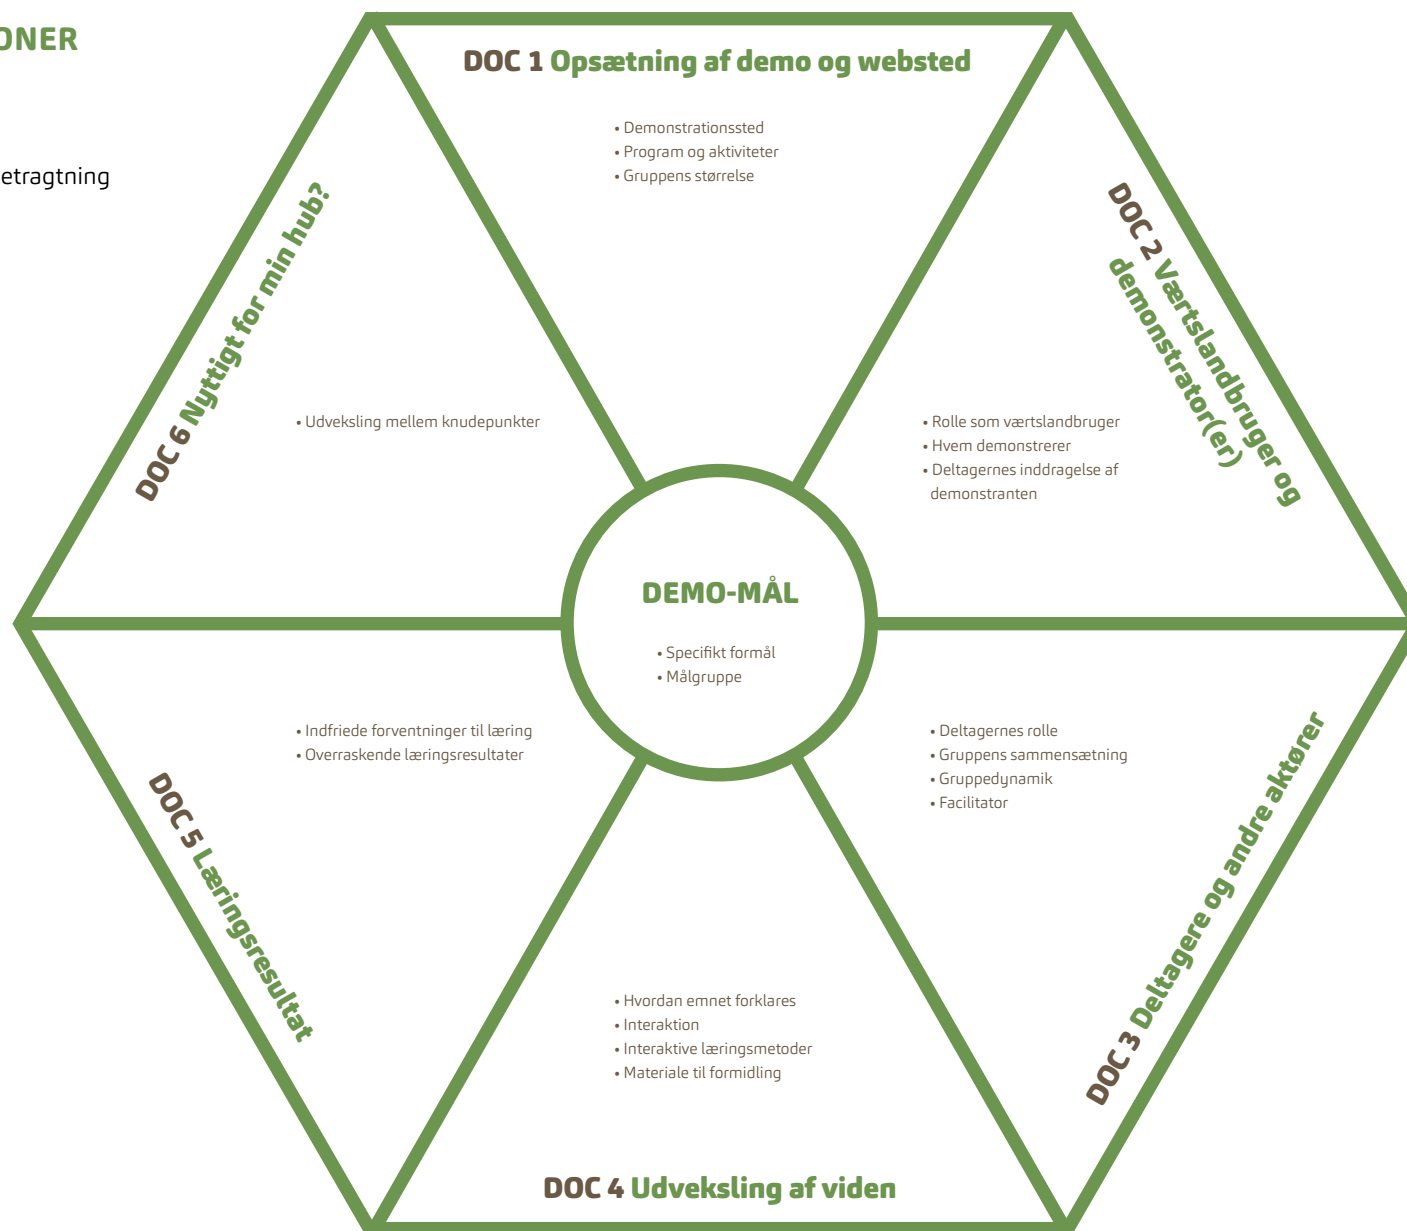 ONER
etragtning
DOC 1 Opsætning af demo og websted
• Demonstrationssted
• Program og aktiviteter
• Gruppens størrelse
DOC 2 Værtslandbruger og
demonstrator(er)
• Rolle som værtslandbruger
• Hvem demonstrerer
• Deltagernes inddragelse af
demonstranten
DOC 6 Nyttigt for min hub?
• Udveksling mellem knudepunkter
DEMO-MÅL
• Specifikt formål
• Målgruppe
DOC 5 Læringsresultat
• Indfriede forventninger til læring
• Overraskende læringsresultater
DOC 3 Deltagere og andre aktører
• Deltagernes rolle
• Gruppens sammensætning
• Gruppedynamik
• Facilitator
• Hvordan emnet forklares
• Interaktion
• Interaktive læringsmetoder
• Materiale til formidling
DOC 4 Udveksling af viden